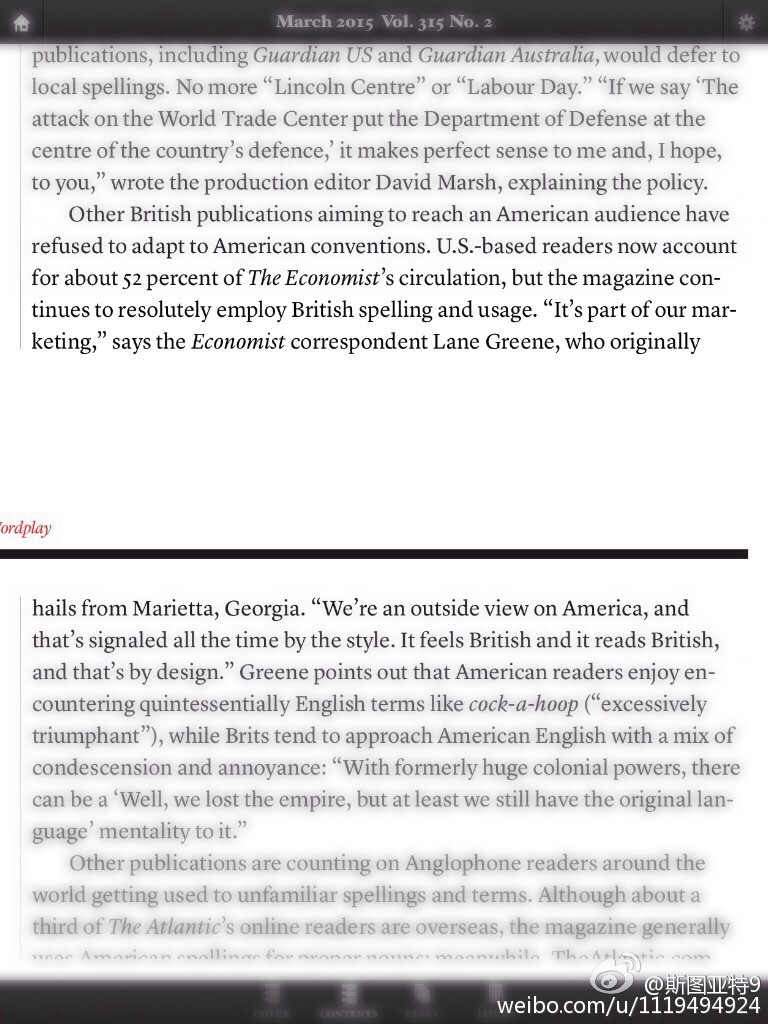 March 2015 Vol. 315 No. 2
publications, including Guardian US and Guardian Australia, would defer to
local spellings. No more “Lincoln Centre” or “Labour Day.” “If we say ‘The
attack on the World Trade Center put the Department of Defense at the
centre of the country’s defence,’ it makes perfect sense to me and, I hope,
to you,” wrote the production editor David Marsh, explaining the policy.
Other British publications aiming to reach an American audience have
refused to adapt to American conventions. U.S.-based readers now account
for about 52 percent of The Economist’s circulation, but the magazine con-
tinues to resolutely employ British spelling and usage. “It’s part of our mar-
keting,” says the Economist correspondent Lane Greene, who originally
ordplay
hails from Marietta, Georgia. “We’re an outside view on America, and
that’s signaled all the time by the style. It feels British and it reads British,
and that’s by design.” Greene points out that American readers enjoy en-
countering quintessentially English terms like cock-a-hoop (“excessively
triumphant”), while Brits tend to approach American English with a mix of
condescension and annoyance: “With formerly huge colonial powers, there
can be a ‘Well, we lost the empire, but at least we still have the original lan-
guage’ mentality to it.”
Other publications are counting on Anglophone readers around the
world getting used to unfamiliar spellings and terms. Although about a
third of The Atlantic’s online readers are overseas, the magazine generally
uses American spellings for proper nouns; meanwhile, TheAtlantic.com
@斯图亚特9
COVER CONTENTS PAGES
weibo.com/u/1119494924